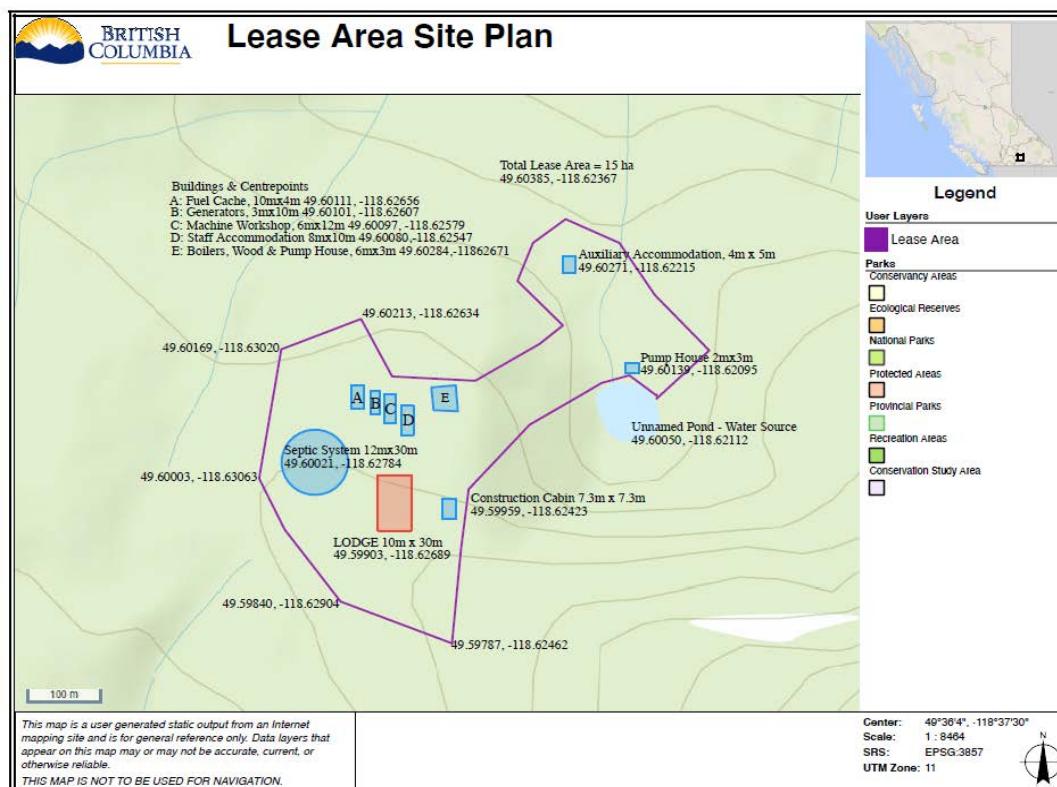 BRITISH
COLUMBIA
Lease Area Site Plan
Total Lease Area = 15 ha
49.60385, -118.62367
Buildings & Centrepoints
A: Fuel Cache, 10mx4m 49.60111, -118.62656
B: Generators, 3mx10m 49.60101, -118.62607
C: Machine Workshop, 6mx12m 49.60097, -118.62579
D: Staff Accommodation 8mx10m 49.60080,-118.62547
E: Boilers, Wood & Pump House, 6mx3m 49.60284,-11862671
Auxiliary Accommodation, 4m x 5m
49.60271, -118.62215
49.60213, -118.62634
49.60169, -118.63020
Pump House 2mx3m
49.60139, -118.62095
A
B
C
D
E
Unnamed Pond - Water Source
49.60050, -118.62112
Septic System 12mx30m
49.60021, -118.62784
49.60003, -118.63063
Construction Cabin 7.3m x 7.3m
49.59959, -118.62423
LODGE 10m x 30m
49.59903, -118.62689
49.59840, -118.62904
49.59787, -118.62462
100 m
Legend
User Layers
Lease Area
Parks
Conservancy Areas
Ecological Reserves
National Parks
Protected Areas
Provincial Parks
Recreation Areas
Conservation Study Area
This map is a user generated static output from an Internet
mapping site and is for general reference only. Data layers that
appear on this map may or may not be accurate, current, or
otherwise reliable.
THIS MAP IS NOT TO BE USED FOR NAVIGATION.
Center: 49°36'4", -118°37'30"
Scale: 1 : 8464
SRS: EPSG:3857
UTM Zone: 11
N